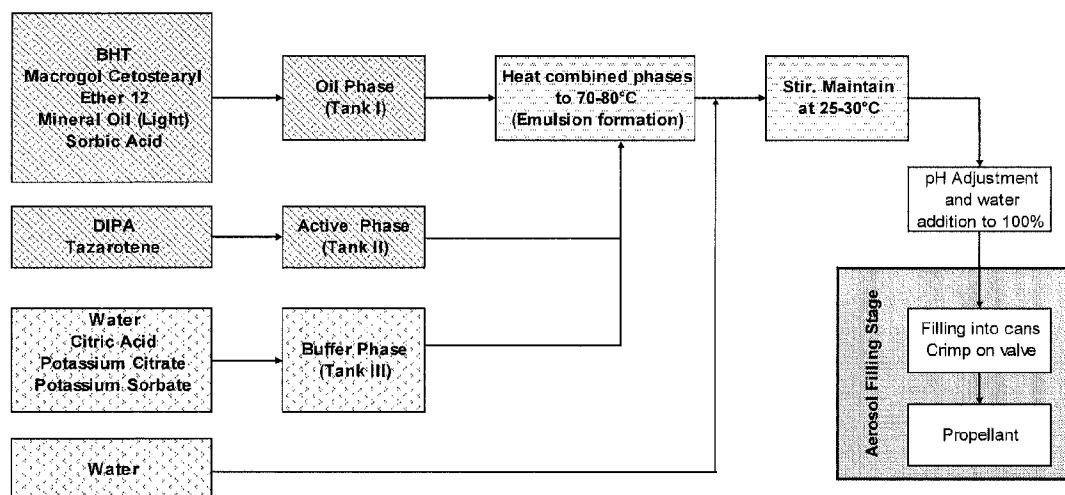 BHT
Macrogol Cetostearyl
Ether 12
Mineral Oil (Light)
Sorbic Acid
Oil Phase
(Tank I)
Heat combined phases
to 70-80°C
(Emulsion formation)
Stir. Maintain
at 25-30°C
pH Adjustment
and water
addition to 100%
DIPA
Tazarotene
Active Phase
(Tank II)
Water
Citric Acid
Potassium Citrate
Potassium Sorbate
Buffer Phase
(Tank III)
Water
Aerosol Filling Stage
Filling into cans
Crimp on valve
Propellant